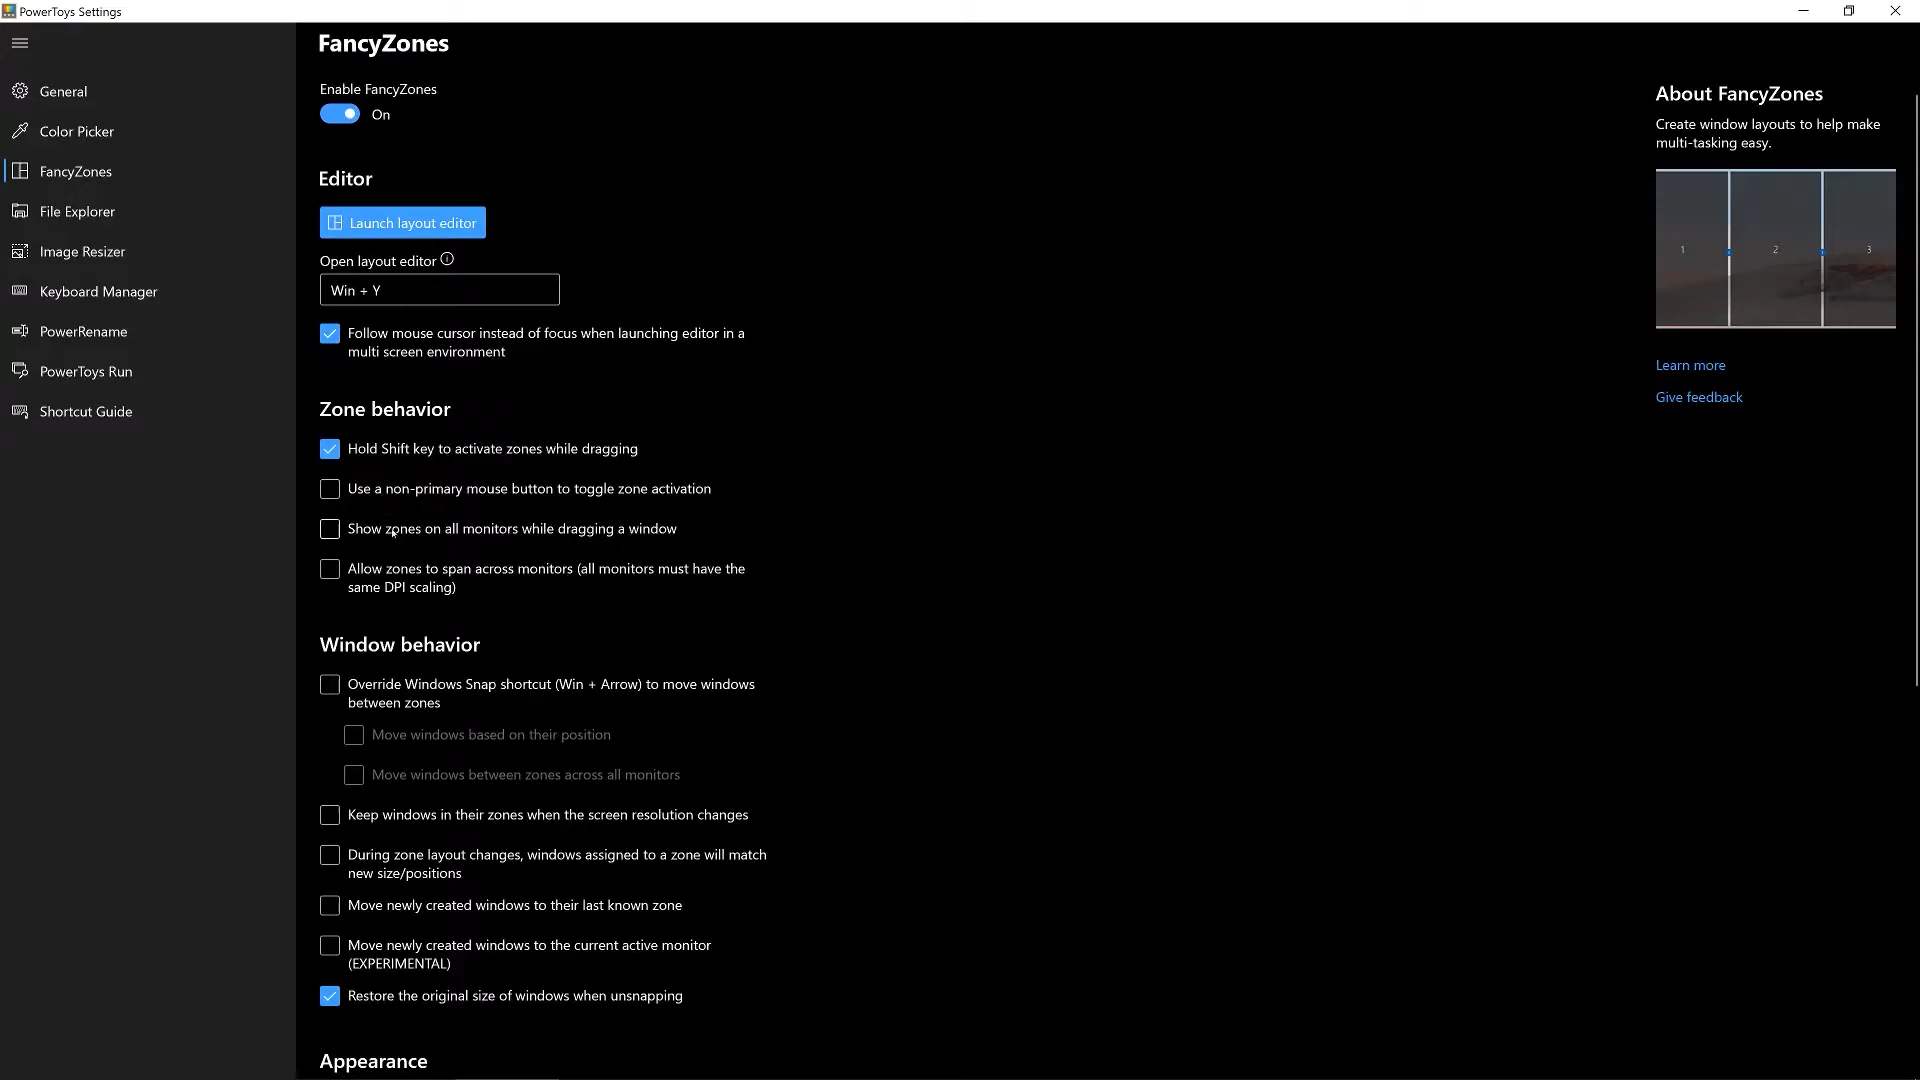 PowerToys Settings
General
Color Picker
FancyZones
File Explorer
Image Resizer
Keyboard Manager
PowerRename
PowerToys Run
Shortcut Guide
FancyZones
Enable FancyZones
On
Editor
Launch layout editor
Open layout editor
Win + Y
Follow mouse cursor instead of focus when launching editor in a
multi screen environment
Zone behavior
Hold Shift key to activate zones while dragging
Use a non-primary mouse button to toggle zone activation
Show zones on all monitors while dragging a window
Allow zones to span across monitors (all monitors must have the
same DPI scaling)
Window behavior
Override Windows Snap shortcut (Win + Arrow) to move windows
between zones
Move windows based on their position
Move windows between zones across all monitors
Keep windows in their zones when the screen resolution changes
During zone layout changes, windows assigned to a zone will match
new size/positions
Move newly created windows to their last known zone
Move newly created windows to the current active monitor
(EXPERIMENTAL)
Restore the original size of windows when unsnapping
Appearance
About FancyZones
Create window layouts to help make
multi-tasking easy.
1 2 3
Learn more
Give feedback